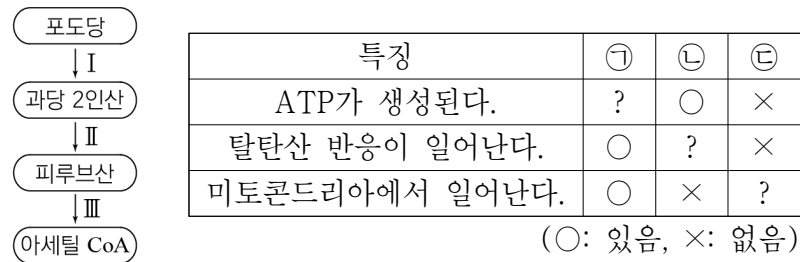 포도당
Ⅰ
과당 2인산
Ⅱ
피루브산
Ⅲ
아세틸 CoA
특징 ㉠ ㉡ ㉢
ATP가 생성된다. ? ○ ×
탈탄산 반응이 일어난다. ○ ? ×
미토콘드리아에서 일어난다. ○ × ?
(○: 있음, ×: 없음)